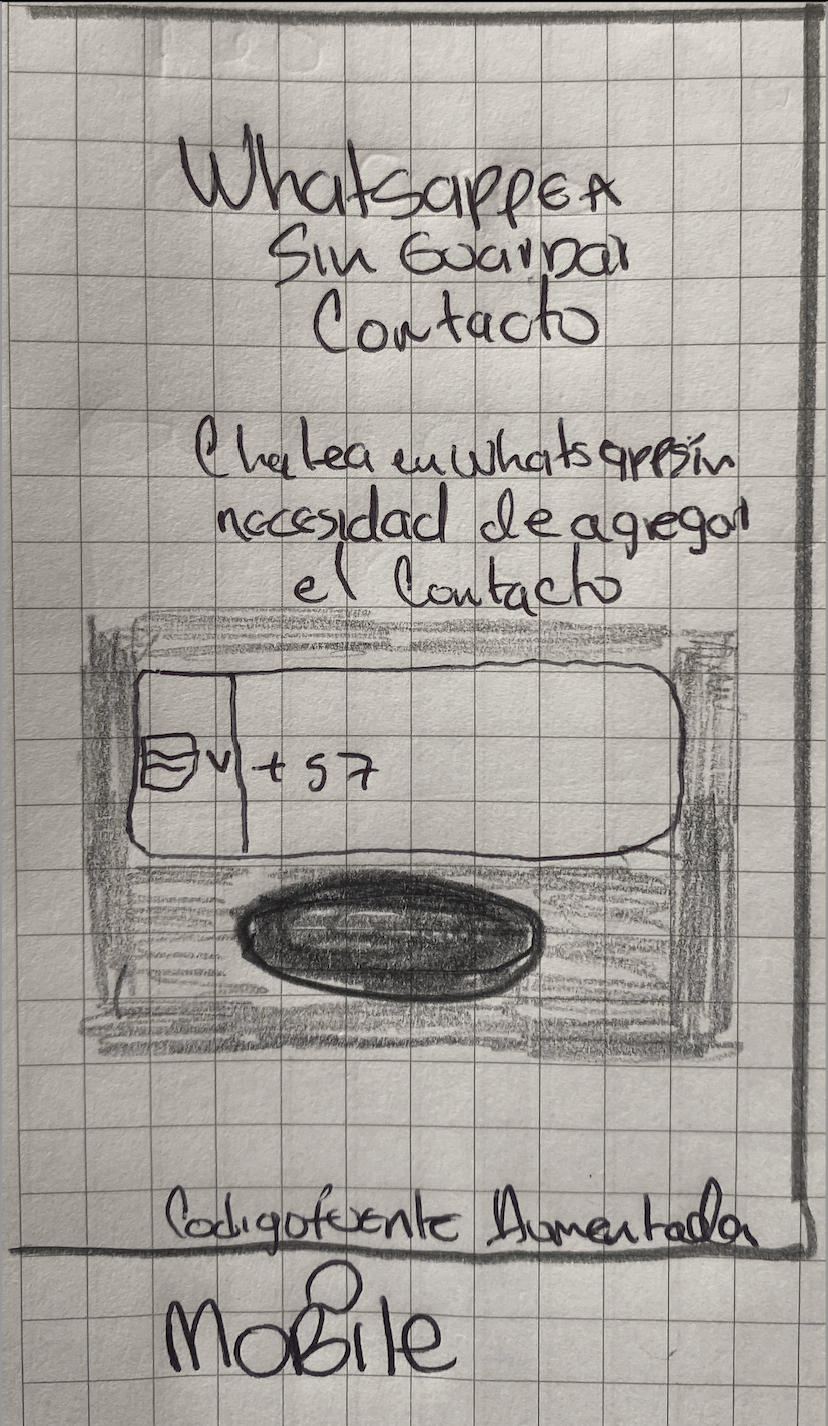 Whatsappea
Sin Guardar
Contacto
Chatea en whatsapp sin
necesidad de agregar
el Contacto
+57
Codigofuente Aumentada
Mobile